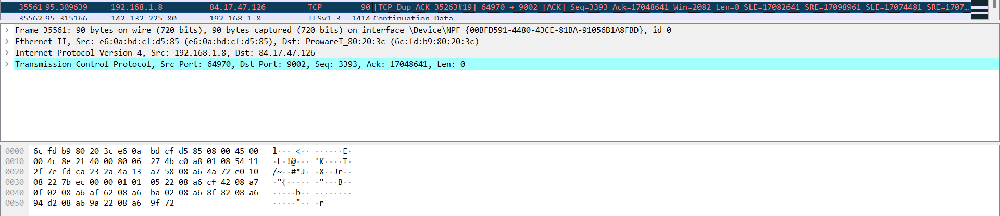 35561 95.309639 192.168.1.8 84.17.47.126 TCP 90 [TCP Dup ACK 35263#19] 64970 → 9002 [ACK] Seq=3393 Ack=17048641 Win=2082 Len=0 SLE=17082641 SRE=17098961 SLE=17074481 SRE=1707…
35562 95.315166 142.132.225.80 192.168.1.8 TLSv1.3 1414 Continuation Data
Frame 35561: 90 bytes on wire (720 bits), 90 bytes captured (720 bits) on interface \Device\NPF_{00BFD591-4480-43CE-81BA-91056B1A8FBD}, id 0
Ethernet II, Src: e6:0a:bd:cf:d5:85 (e6:0a:bd:cf:d5:85), Dst: ProwareT_80:20:3c (6c:fd:b9:80:20:3c)
Internet Protocol Version 4, Src: 192.168.1.8, Dst: 84.17.47.126
Transmission Control Protocol, Src Port: 64970, Dst Port: 9002, Seq: 3393, Ack: 17048641, Len: 0
0000 6c fd b9 80 20 3c e6 0a bd cf d5 85 08 00 45 00 l··· <·· ······E·
0010 00 4c 8e 21 40 00 80 06 27 4b c0 a8 01 08 54 11 ·L·!@··· 'K····T·
0020 2f 7e fd ca 23 2a 4a 13 a7 58 08 a6 4a 72 e0 10 /~··#*J· ·X··Jr··
0030 08 22 7b ec 00 00 01 01 05 22 08 a6 cf 42 08 a7 ·"{····· ·"···B··
0040 0f 02 08 a6 af 62 08 a6 ba 02 08 a6 8f 82 08 a6 ·····b·· ········
0050 94 d2 08 a6 9a 22 08 a6 9f 72 ·····"·· ·r